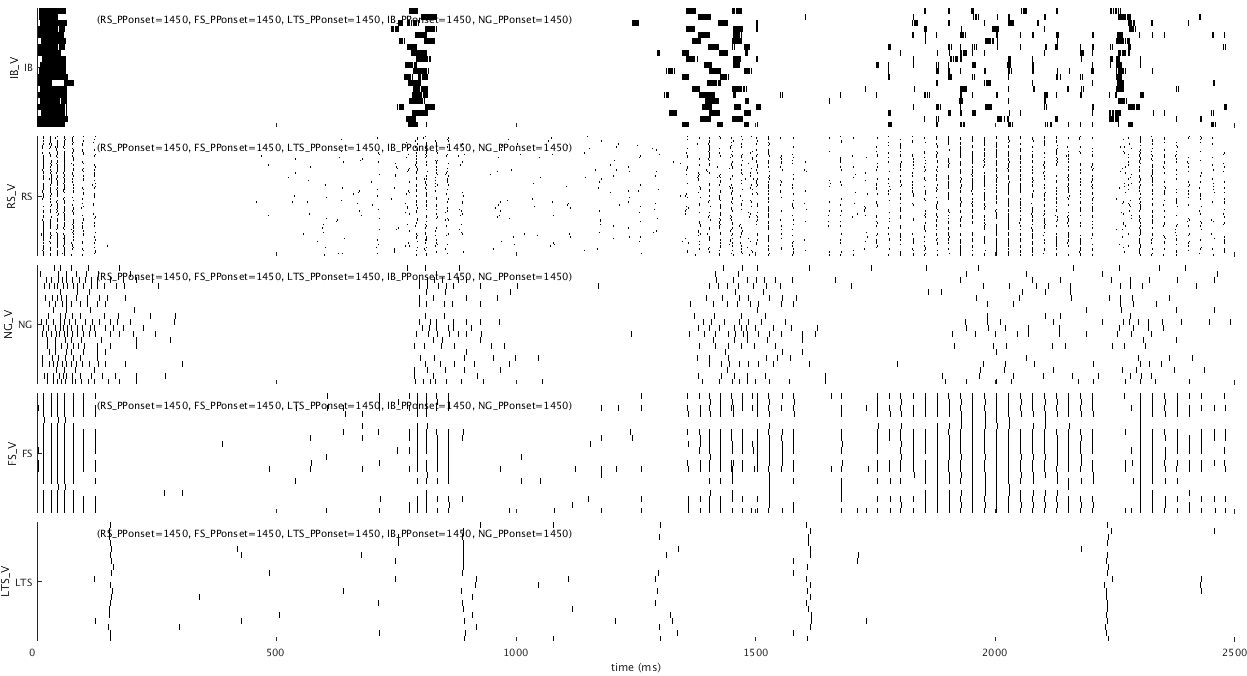 (RS_PPonset=1450, FS_PPonset=1450, LTS_PPonset=1450, IB_PPonset=1450, NG_PPonset=1450)
IB_V
IB
(RS_PPonset=1450, FS_PPonset=1450, LTS_PPonset=1450, IB_PPonset=1450, NG_PPonset=1450)
RS_V
RS
(RS_PPonset=1450, FS_PPonset=1450, LTS_PPonset=1450, IB_PPonset=1450, NG_PPonset=1450)
NG_V
NG
(RS_PPonset=1450, FS_PPonset=1450, LTS_PPonset=1450, IB_PPonset=1450, NG_PPonset=1450)
FS_V
FS
(RS_PPonset=1450, FS_PPonset=1450, LTS_PPonset=1450, IB_PPonset=1450, NG_PPonset=1450)
LTS_V
LTS
0 500 1000 1500 2000 2500
time (ms)